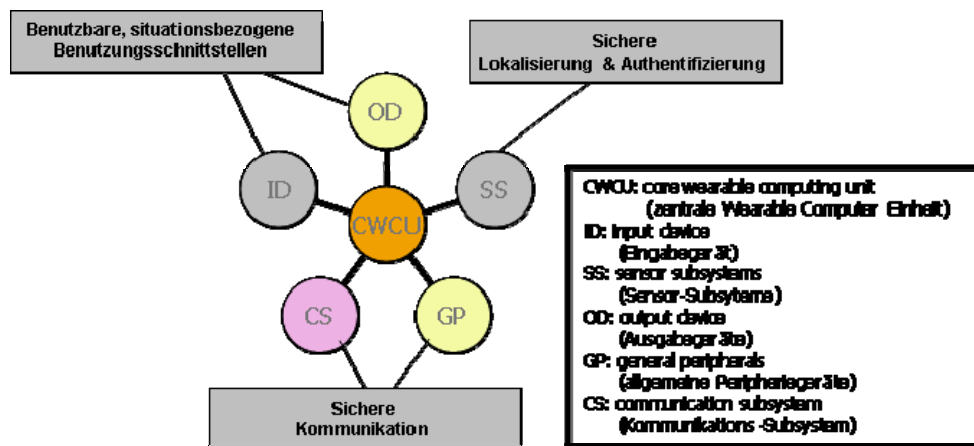 Benutzbare, situationsbezogene
Benutzungsschnittstellen
Sichere
Lokalisierung & Authentifizierung
OD
ID
SS
CWCU
CS
GP
Sichere
Kommunikation
CWCU: core wearable computing unit
(zentrale Wearable Computer Einheit)
ID: input device
(Eingabegerät)
SS: sensor subsystems
(Sensor-Subsyteme)
OD: output device
(Ausgabegeräte)
GP: general peripherals
(allgemeine Peripheriegeräte)
CS: communication subsystem
(Kommunikations-Subsystem)